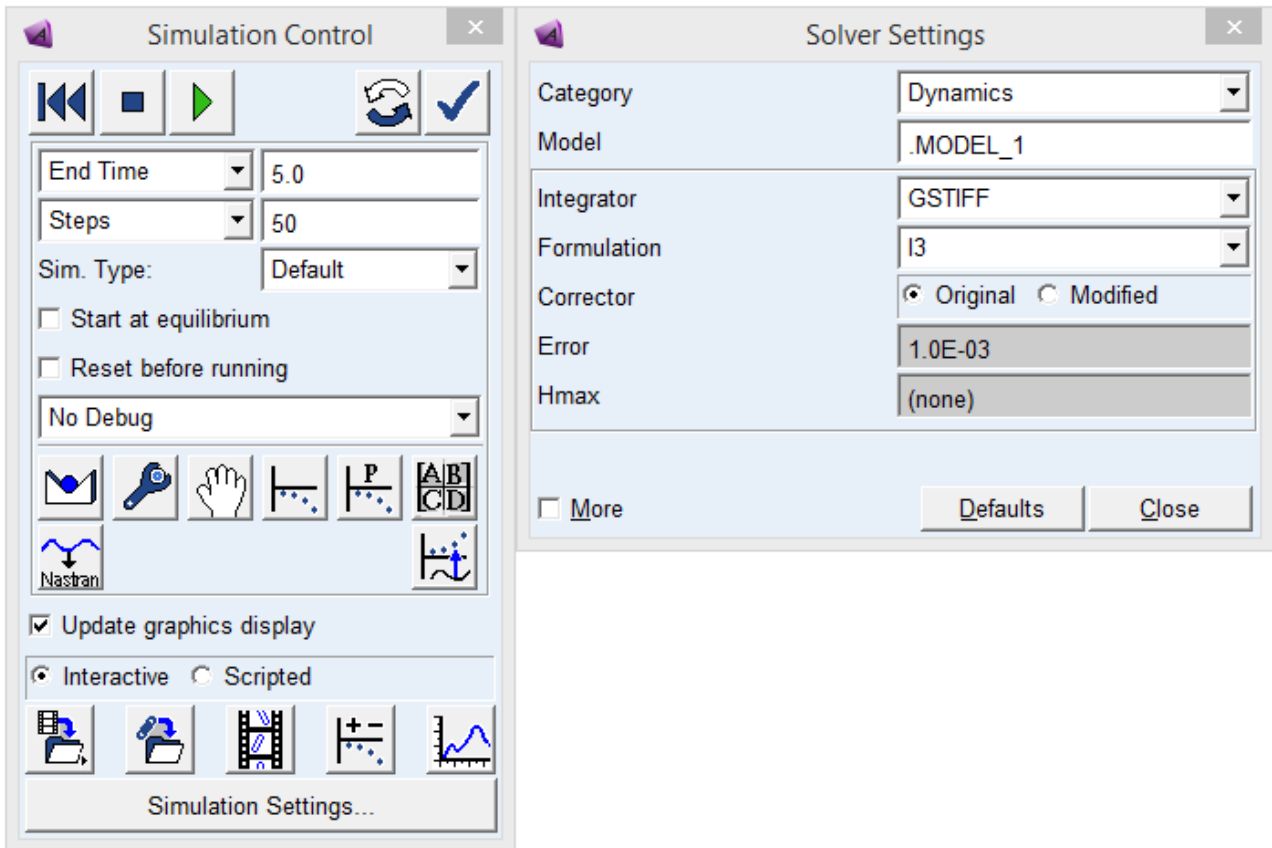 Simulation Control
End Time 5.0
Steps 50
Sim. Type: Default
Start at equilibrium
Reset before running
No Debug
P
[A B]
[C D]
Nastran
Update graphics display
Interactive Scripted
+ -
Simulation Settings...
Solver Settings
Category Dynamics
Model .MODEL_1
Integrator GSTIFF
Formulation I3
Corrector Original Modified
Error 1.0E-03
Hmax (none)
More Defaults Close